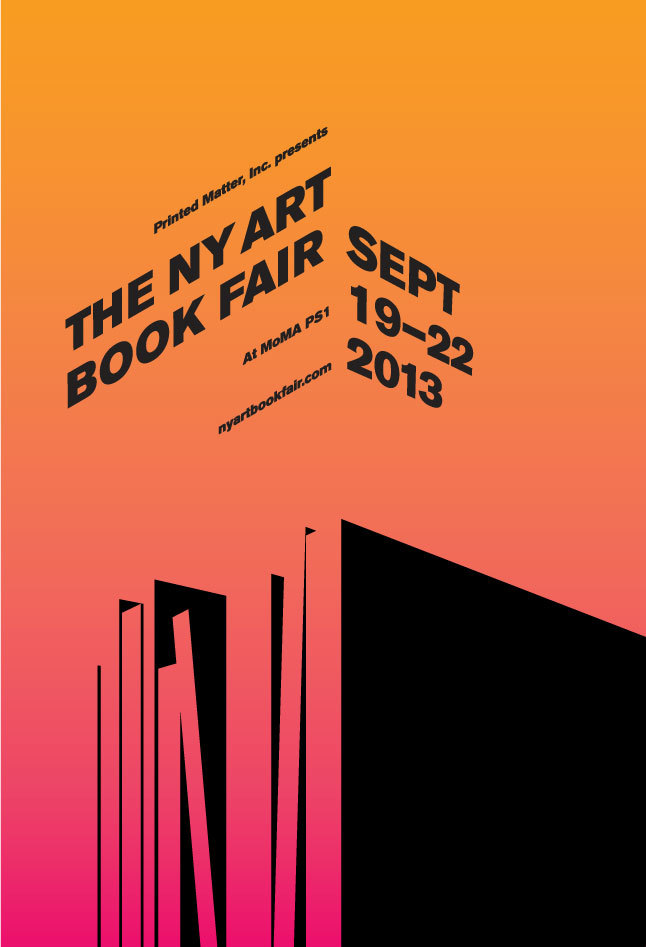 Printed Matter, Inc. presents
THE NY ART
BOOK FAIR
At MoMA PS1
nyartbookfair.com
SEPT
19–22
2013